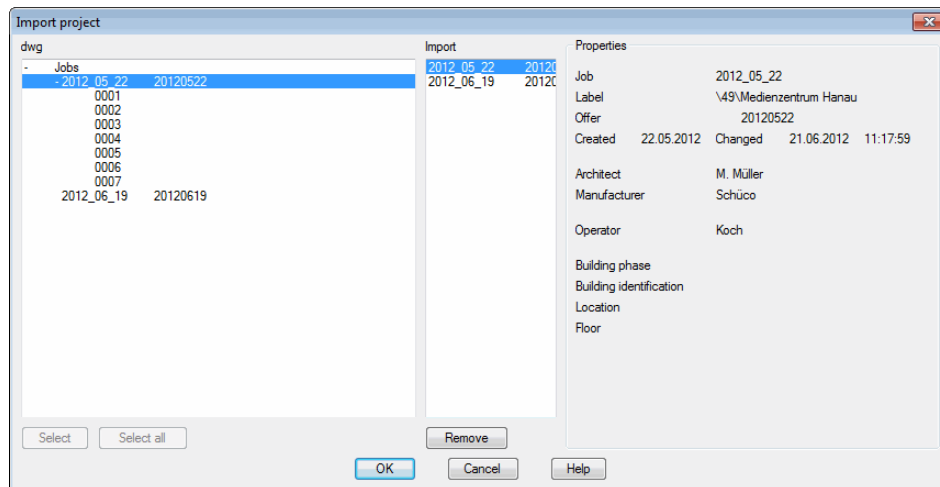 Import project
dwg
- Jobs
- 2012_05_22 20120522
0001
0002
0003
0004
0005
0006
0007
2012_06_19 20120619
Select Select all
Import
2012_05_22 20120
2012_06_19 20120
Remove
Properties
Job 2012_05_22
Label \49\Medienzentrum Hanau
Offer 20120522
Created 22.05.2012 Changed 21.06.2012 11:17:59
Architect M. Müller
Manufacturer Schüco
Operator Koch
Building phase
Building identification
Location
Floor
OK Cancel Help